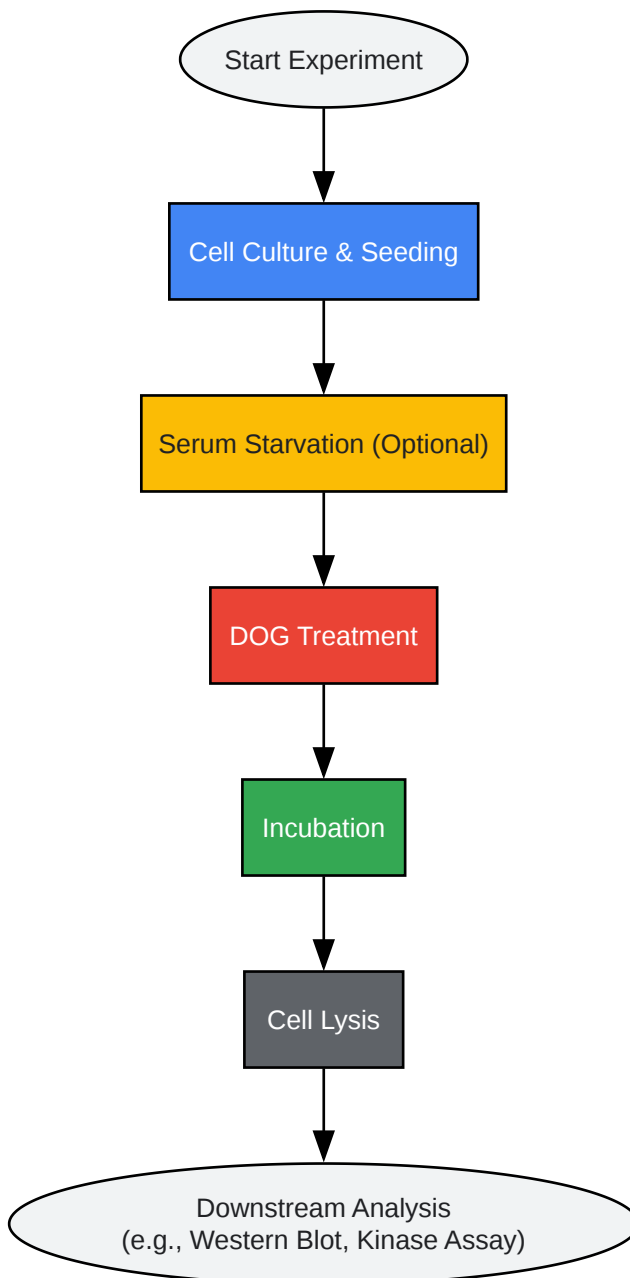 Start Experiment
Cell Culture & Seeding
Serum Starvation (Optional)
DOG Treatment
Incubation
Cell Lysis
Downstream Analysis
(e.g., Western Blot, Kinase Assay)